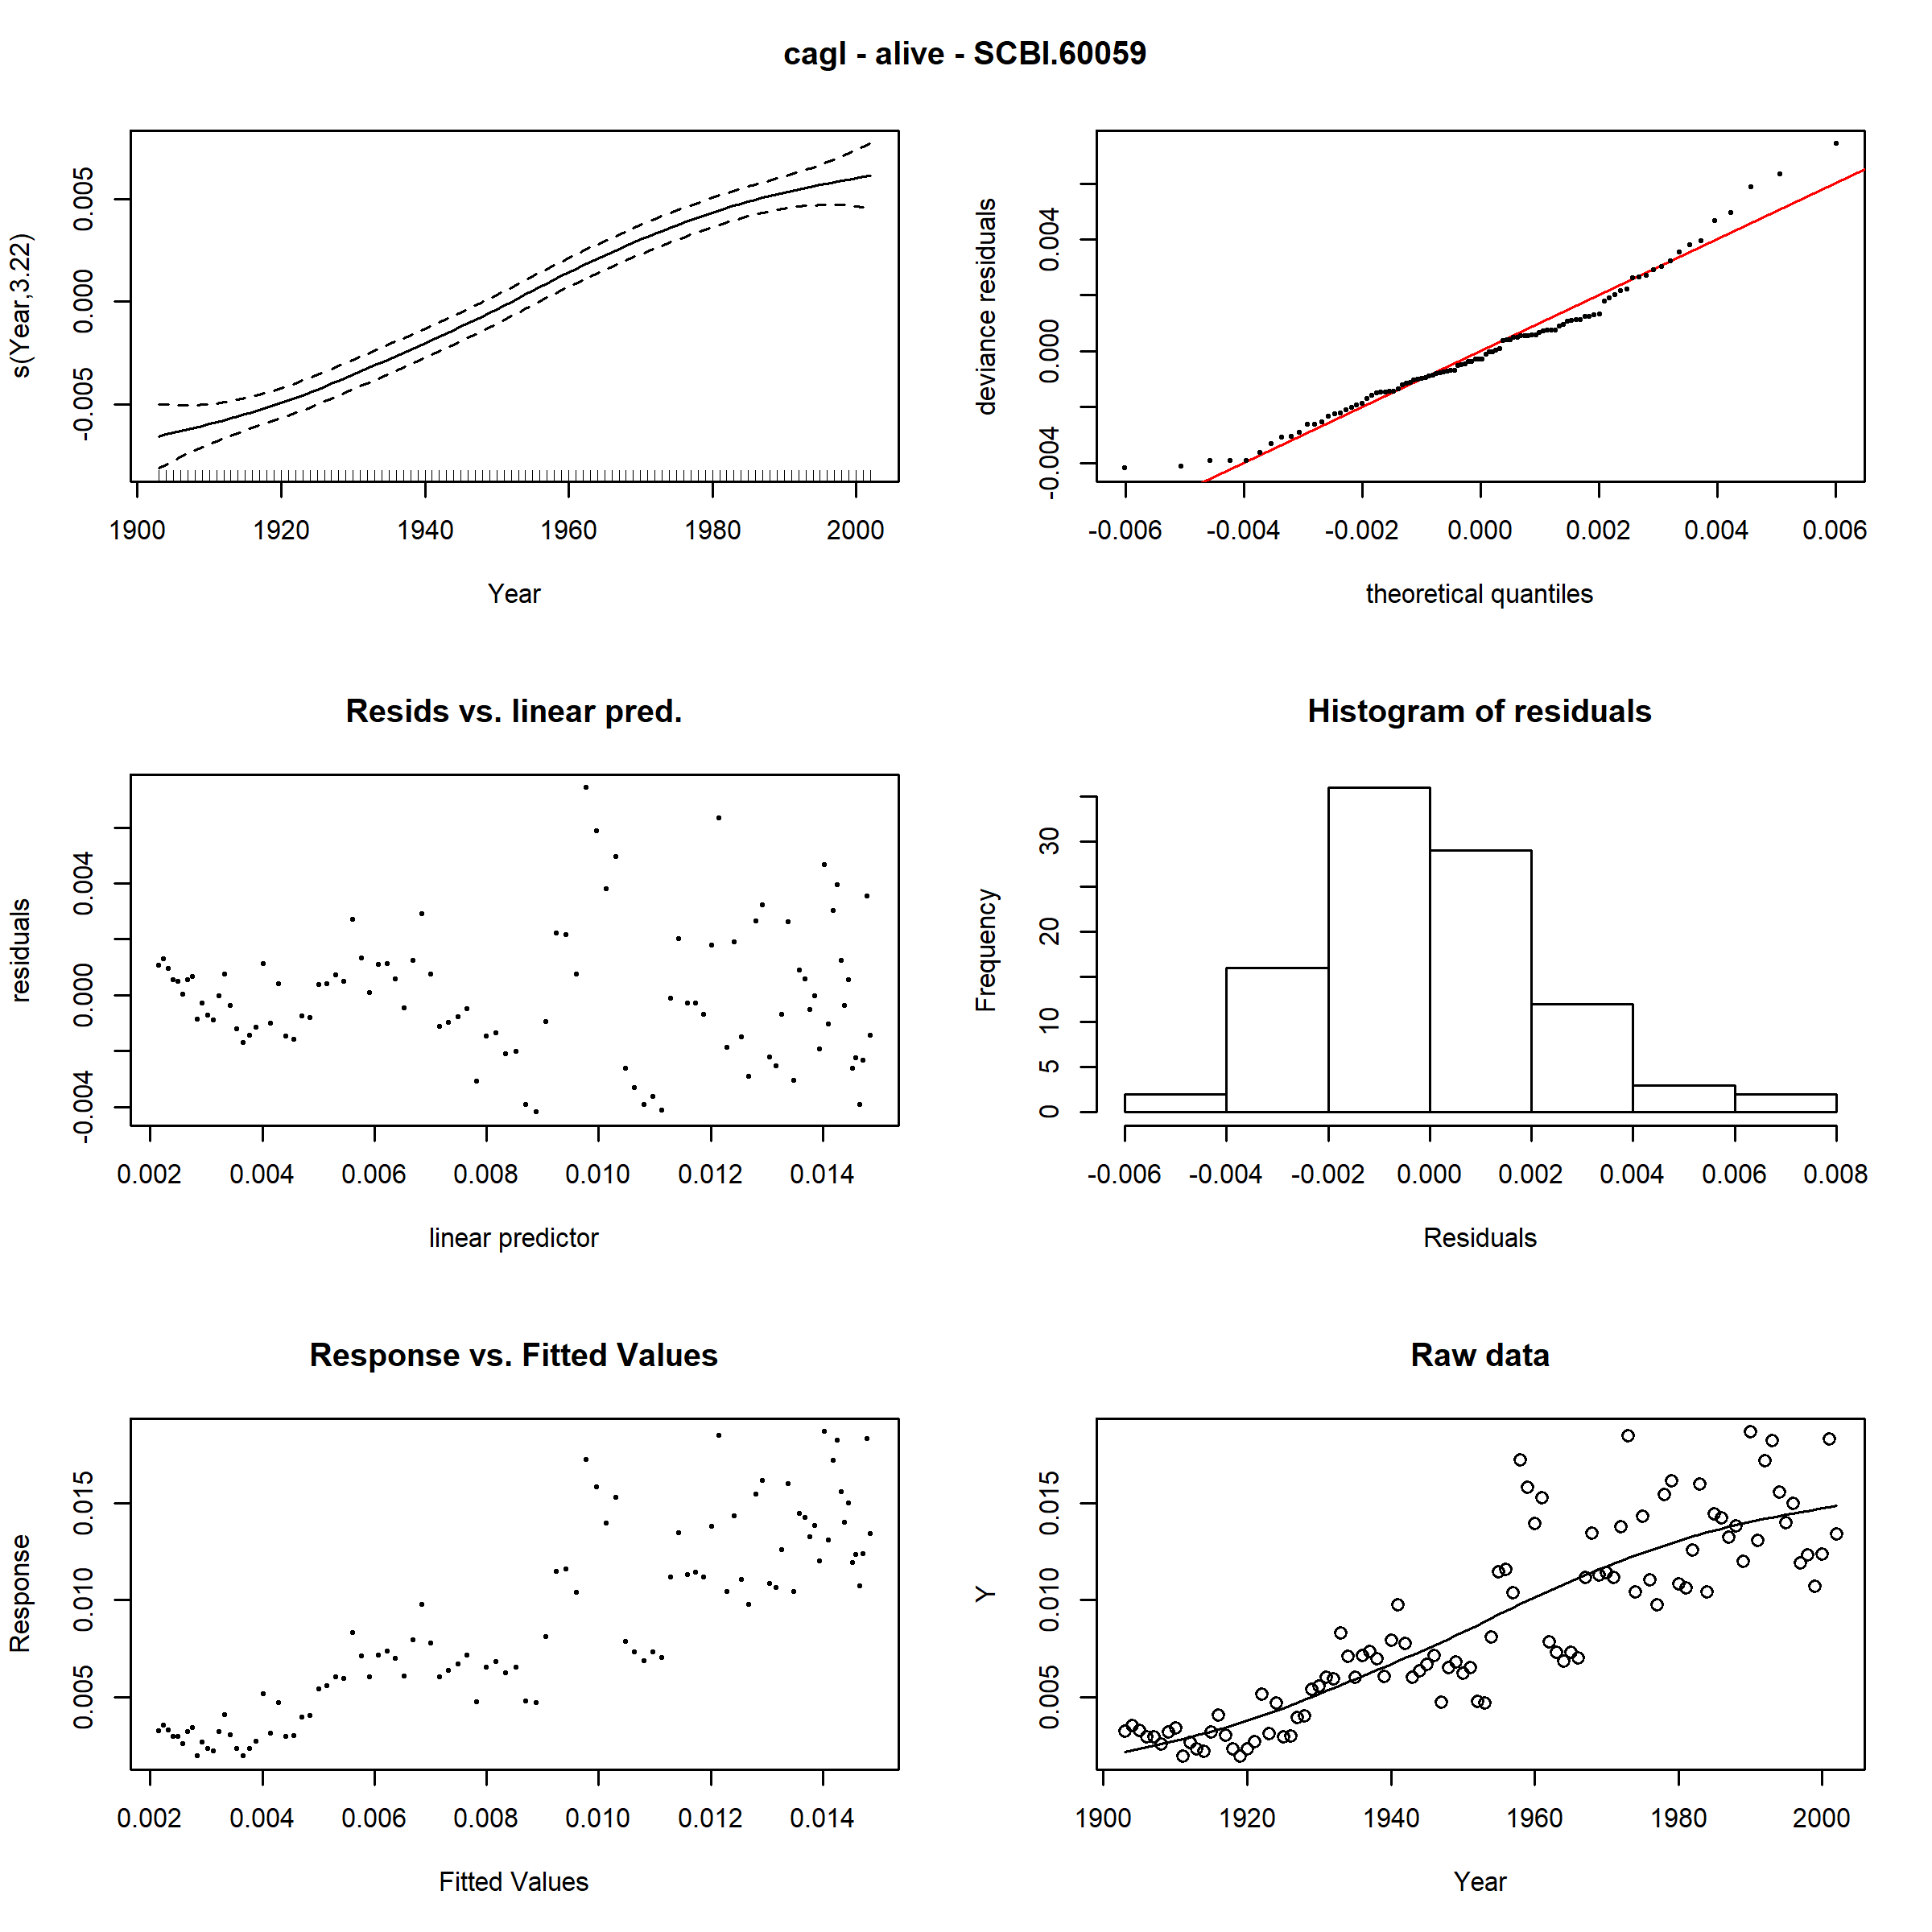 cagl - alive - SCBI.60059
s(Year,3.22)
0.005
0.000
-0.005
1900 1920 1940 1960 1980 2000
Year
deviance residuals
0.004
0.000
-0.004
-0.006 -0.004 -0.002 0.000 0.002 0.004 0.006
theoretical quantiles
Resids vs. linear pred.
residuals
0.004
0.000
-0.004
0.002 0.004 0.006 0.008 0.010 0.012 0.014
linear predictor
Histogram of residuals
Frequency
30
20
10
5
0
-0.006 -0.004 -0.002 0.000 0.002 0.004 0.006 0.008
Residuals
Response vs. Fitted Values
Response
0.015
0.010
0.005
0.002 0.004 0.006 0.008 0.010 0.012 0.014
Fitted Values
Raw data
Y
0.015
0.010
0.005
1900 1920 1940 1960 1980 2000
Year